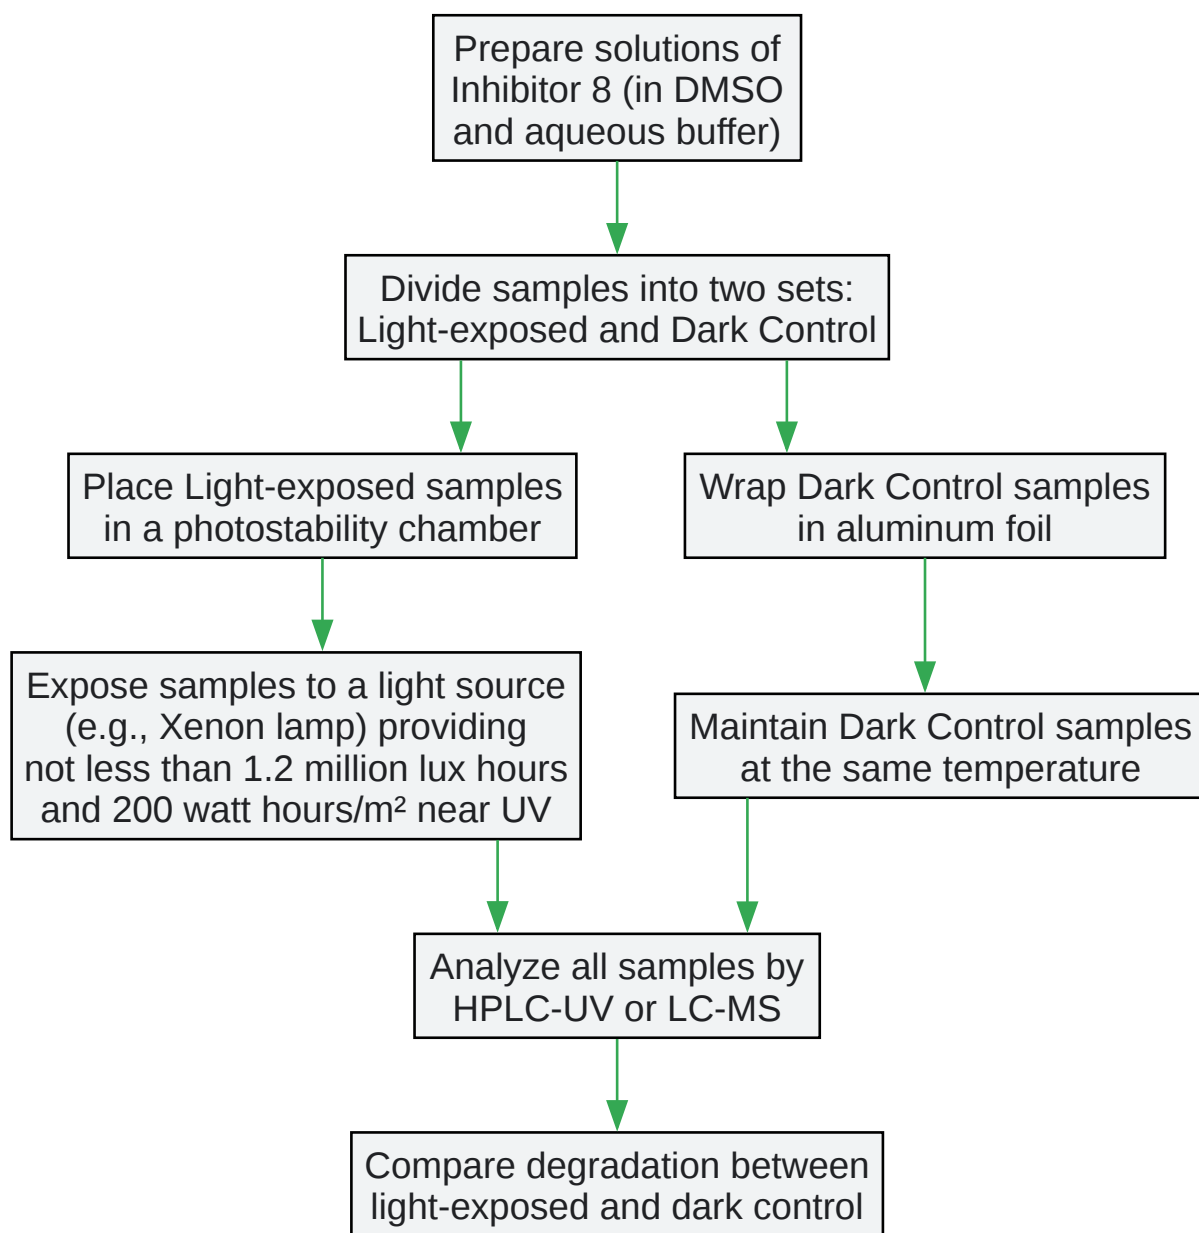 Prepare solutions of
Inhibitor 8 (in DMSO
and aqueous buffer)
Divide samples into two sets:
Light-exposed and Dark Control
Place Light-exposed samples
in a photostability chamber
Wrap Dark Control samples
in aluminum foil
Expose samples to a light source
(e.g., Xenon lamp) providing
not less than 1.2 million lux hours
and 200 watt hours/m² near UV
Maintain Dark Control samples
at the same temperature
Analyze all samples by
HPLC-UV or LC-MS
Compare degradation between
light-exposed and dark control